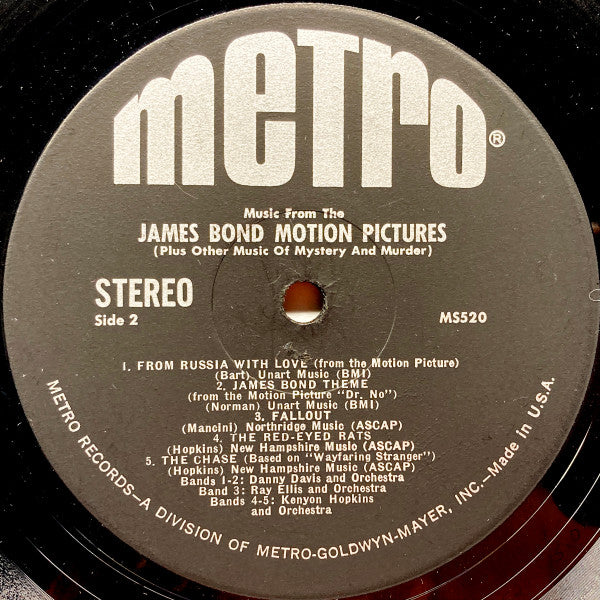 metro®
Music From The
JAMES BOND MOTION PICTURES
(Plus Other Music Of Mystery And Murder)
STEREO
Side 2
MS520
1. FROM RUSSIA WITH LOVE (from the Motion Picture)
(Bart) Unart Music (BMI)
2. JAMES BOND THEME
(from the Motion Picture "Dr. No")
(Norman) Unart Music (BMI)
3. FALLOUT
(Mancini) Northridge Music (ASCAP)
4. THE RED-EYED RATS
(Hopkins) New Hampshire Music (ASCAP)
5. THE CHASE (Based on "Wayfaring Stranger")
(Hopkins) New Hampshire Music (ASCAP)
Bands 1-2: Danny Davis and Orchestra
Band 3: Ray Ellis and Orchestra
Bands 4-5: Kenyon Hopkins
and Orchestra
METRO RECORDS—A DIVISION OF METRO-GOLDWYN-MAYER, INC.—Made in U.S.A.